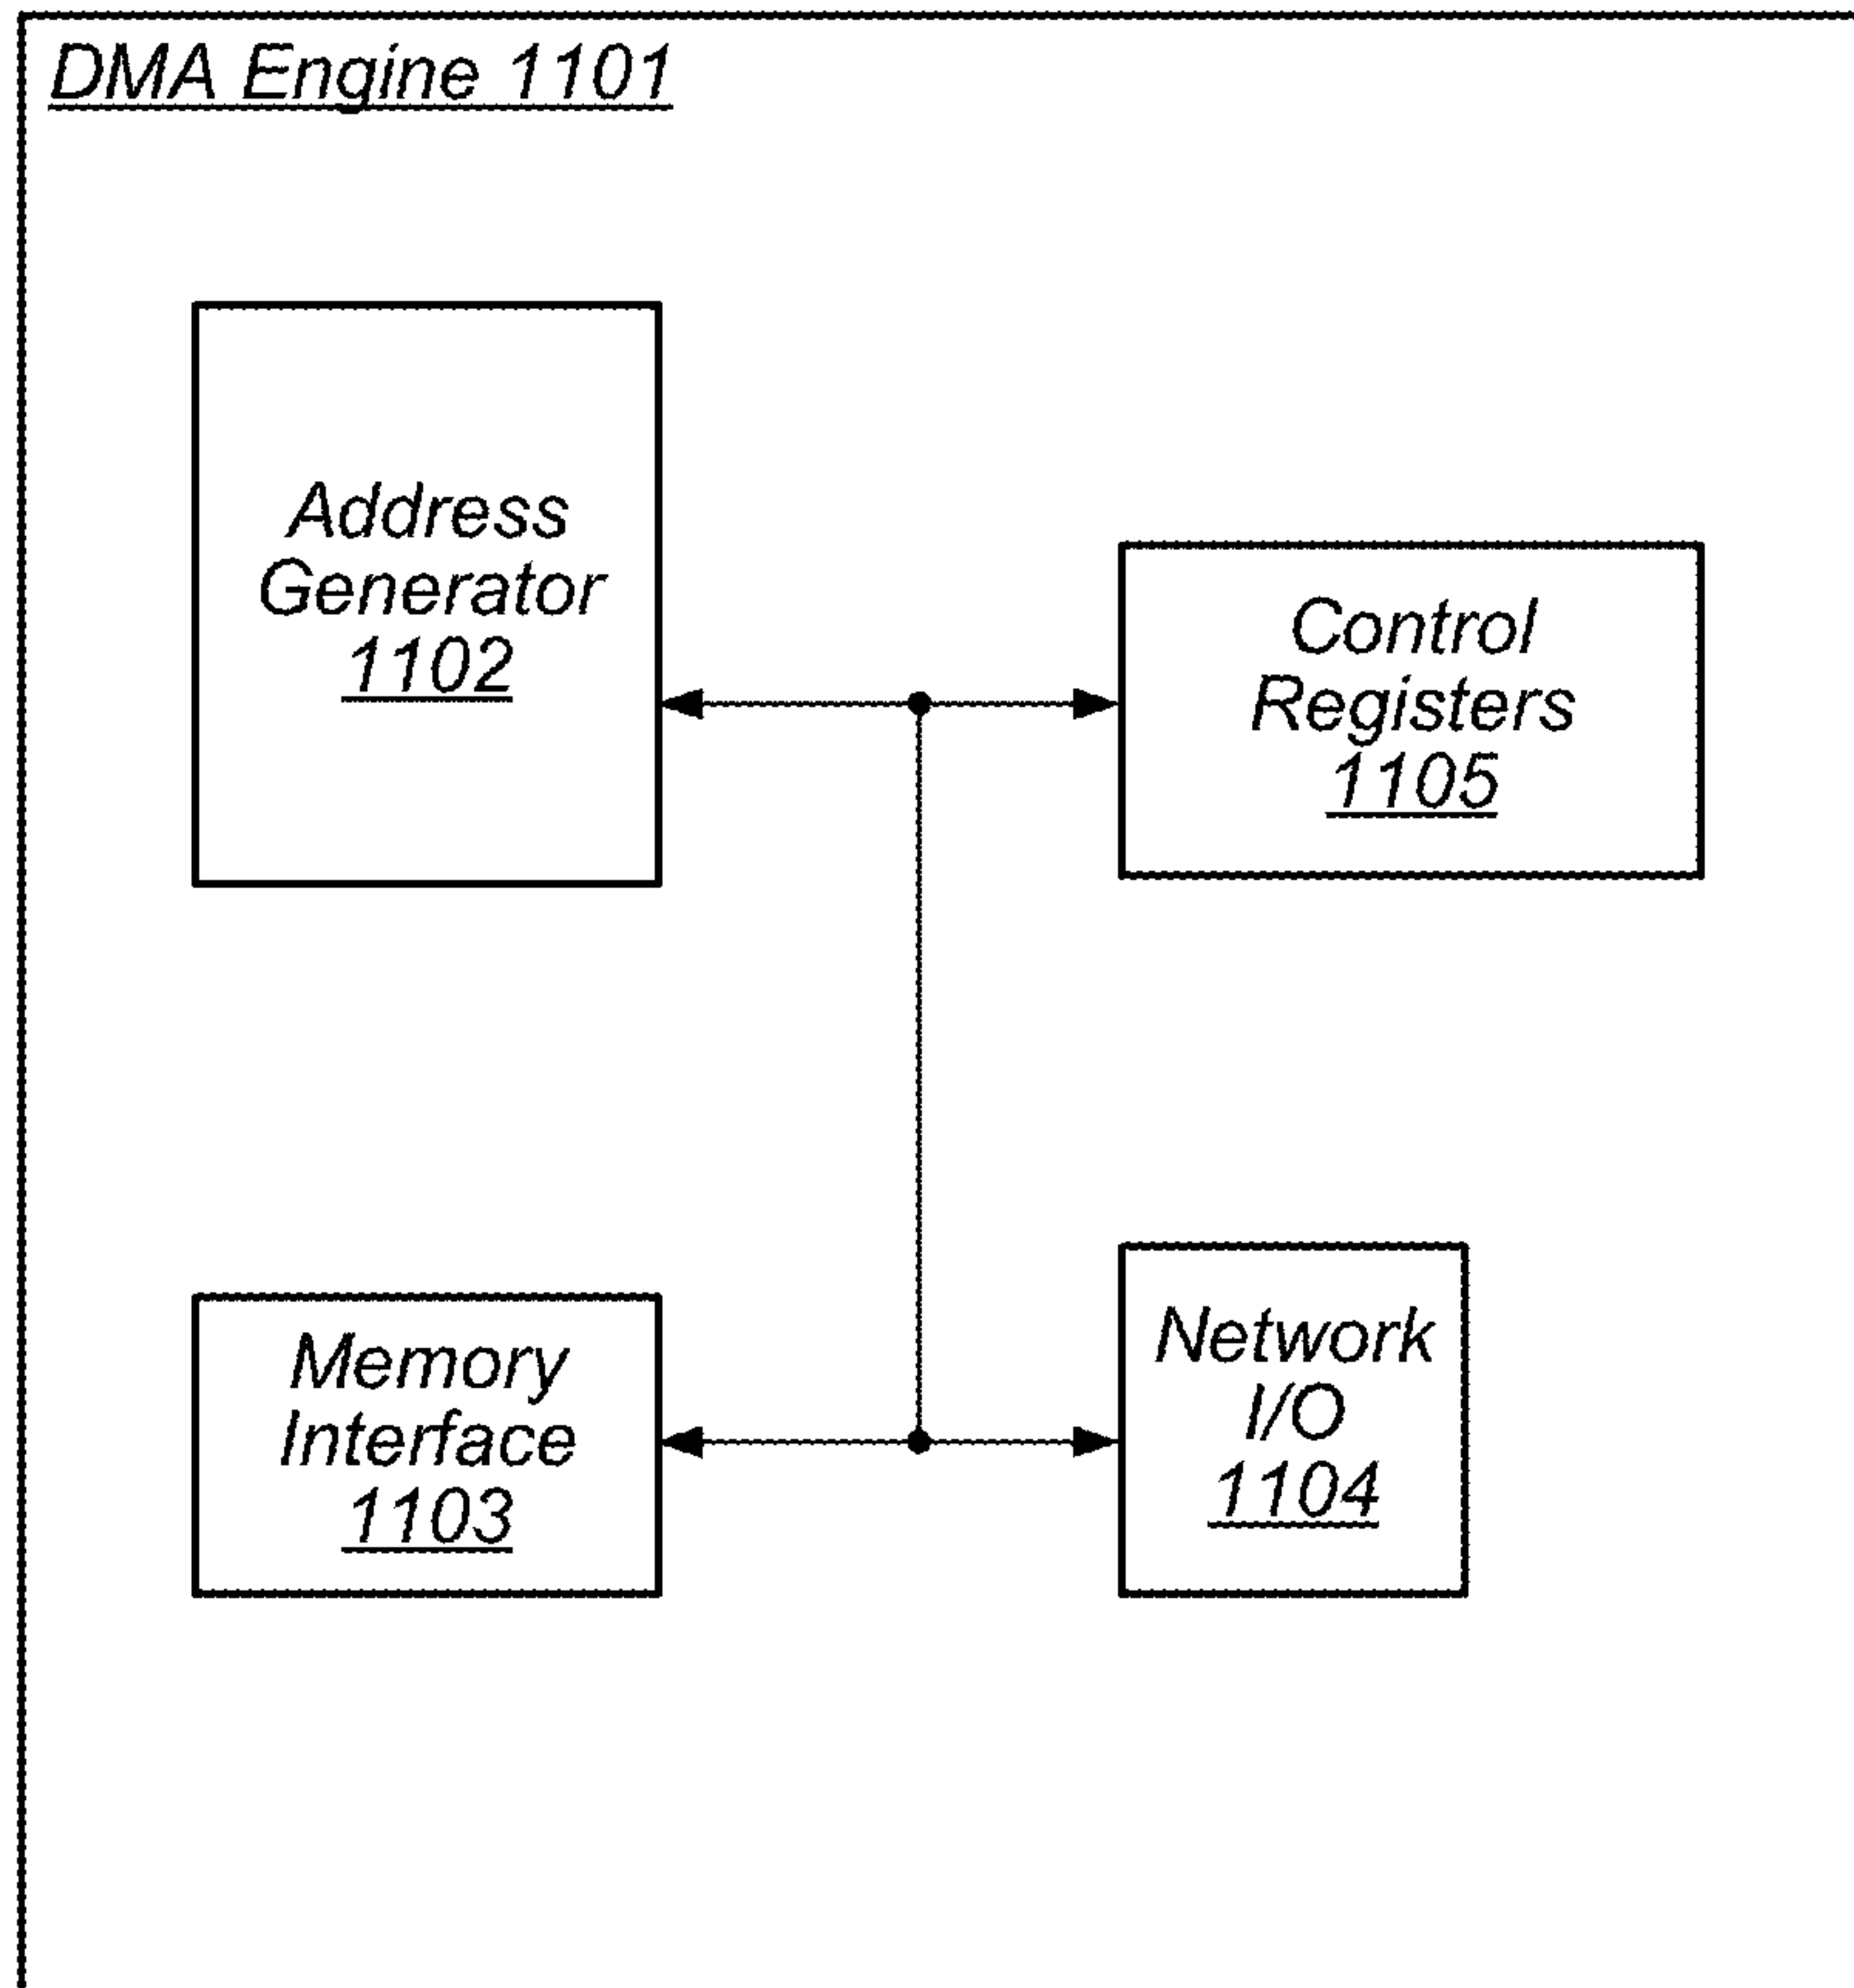 DMA Engine 1101
Address
Generator
1102
Control
Registers
1105
Memory
Interface
1103
Network
I/O
1104